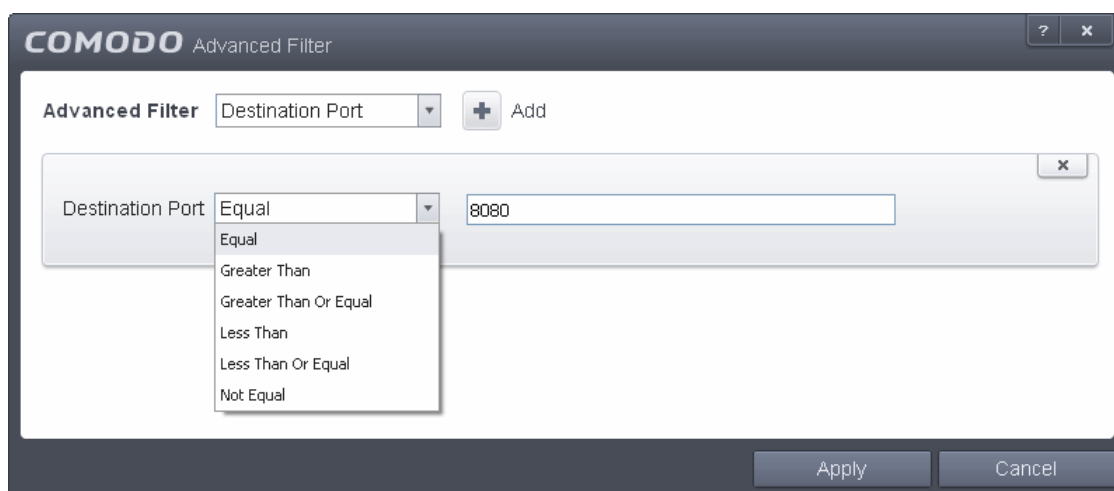 COMODO Advanced Filter ? x
Advanced Filter Destination Port + Add
x
Destination Port Equal 8080
Equal
Greater Than
Greater Than Or Equal
Less Than
Less Than Or Equal
Not Equal
Apply Cancel